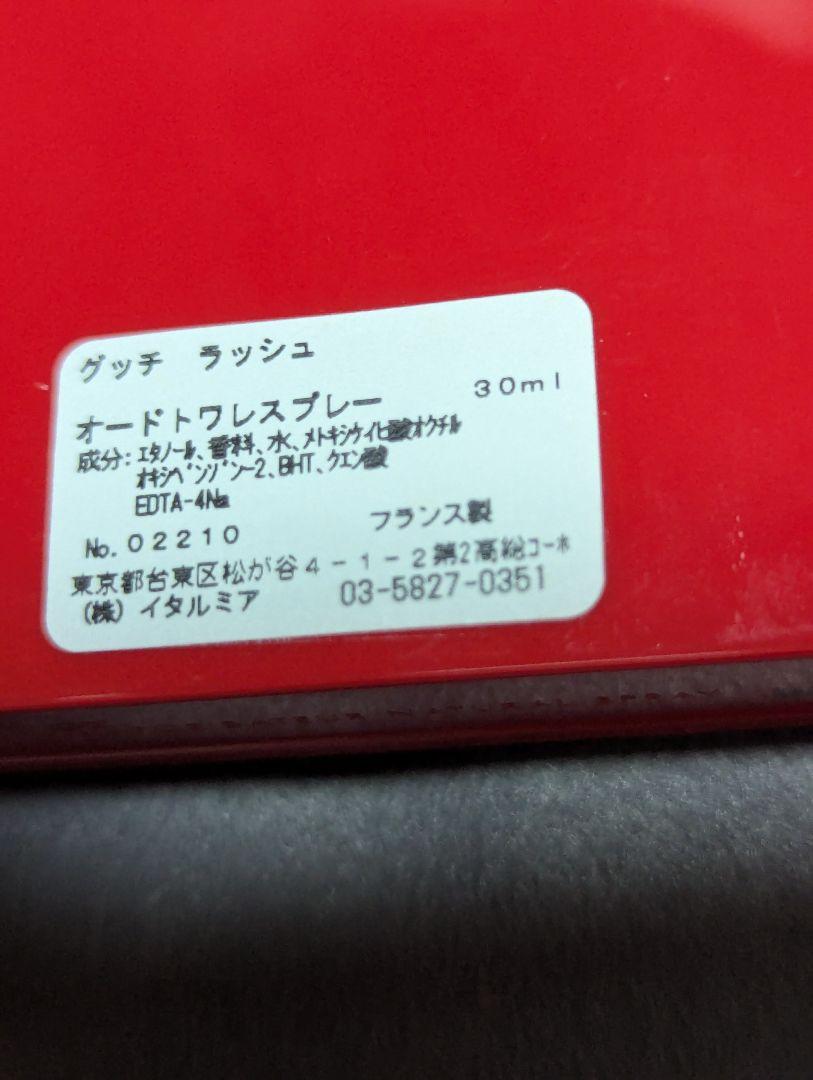 グッチ ラッシュ
オードトワレスプレー 30ml
成分:エタノール、香料、水、メトキシケイヒ酸オクチル
オキシベンゾン-2、BHT、クエン酸
EDTA-4Na
No.02210 フランス製
東京都台東区松が谷4-1-2第2高総コーポ
(株)イタルミア 03-5827-0351